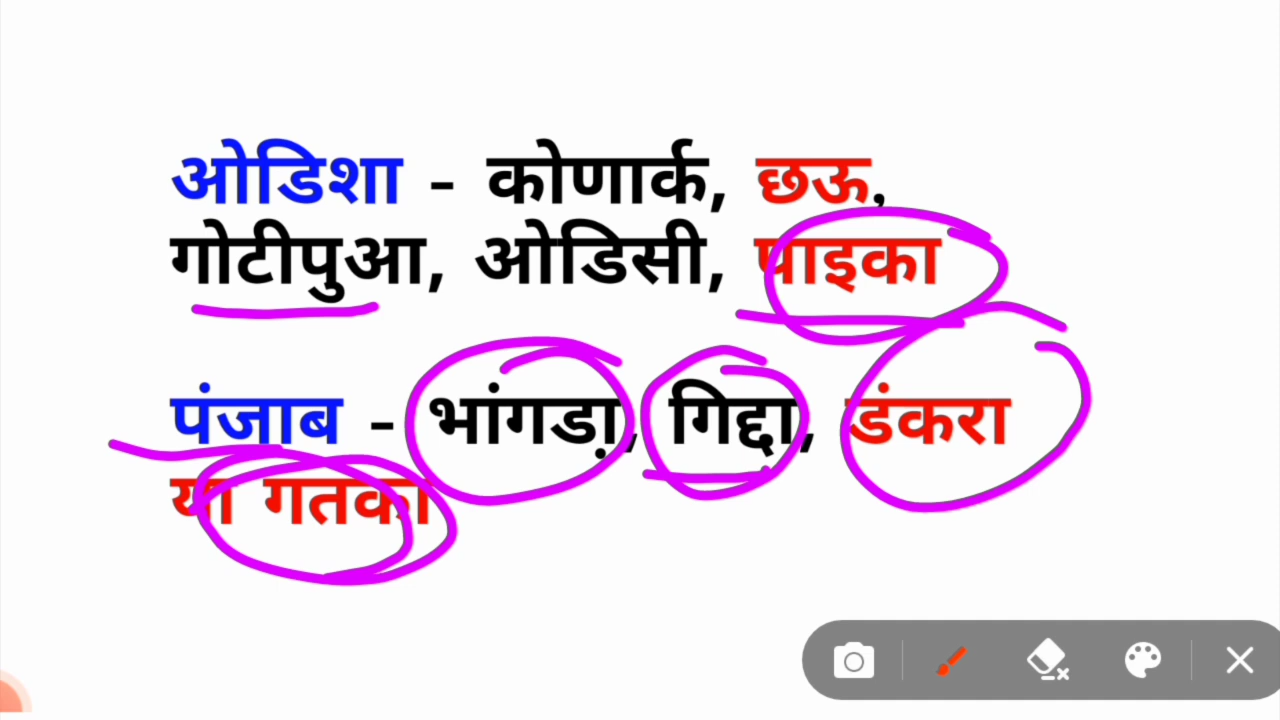 ओडिशा - कोणार्क, छऊ,
गोटीपुआ, ओडिसी, पाइका
पंजाब - भांगड़ा, गिद्दा, डंकरा
या गतका